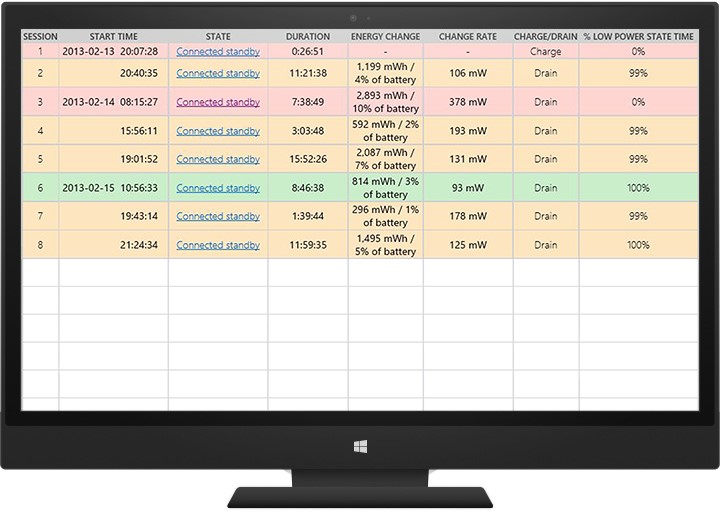 SESSION START TIME STATE DURATION ENERGY CHANGE CHANGE RATE CHARGE/DRAIN % LOW POWER STATE TIME
1 2013-02-13 20:07:28 Connected standby 0:26:51 - - Charge 0%
2 20:40:35 Connected standby 11:21:38 1,199 mWh / 4% of battery 106 mW Drain 99%
3 2013-02-14 08:15:27 Connected standby 7:38:49 2,893 mWh / 10% of battery 378 mW Drain 0%
4 15:56:11 Connected standby 3:03:48 592 mWh / 2% of battery 193 mW Drain 99%
5 19:01:52 Connected standby 15:52:26 2,087 mWh / 7% of battery 131 mW Drain 99%
6 2013-02-15 10:56:33 Connected standby 8:46:38 814 mWh / 3% of battery 93 mW Drain 100%
7 19:43:14 Connected standby 1:39:44 296 mWh / 1% of battery 178 mW Drain 99%
8 21:24:34 Connected standby 11:59:35 1,495 mWh / 5% of battery 125 mW Drain 100%